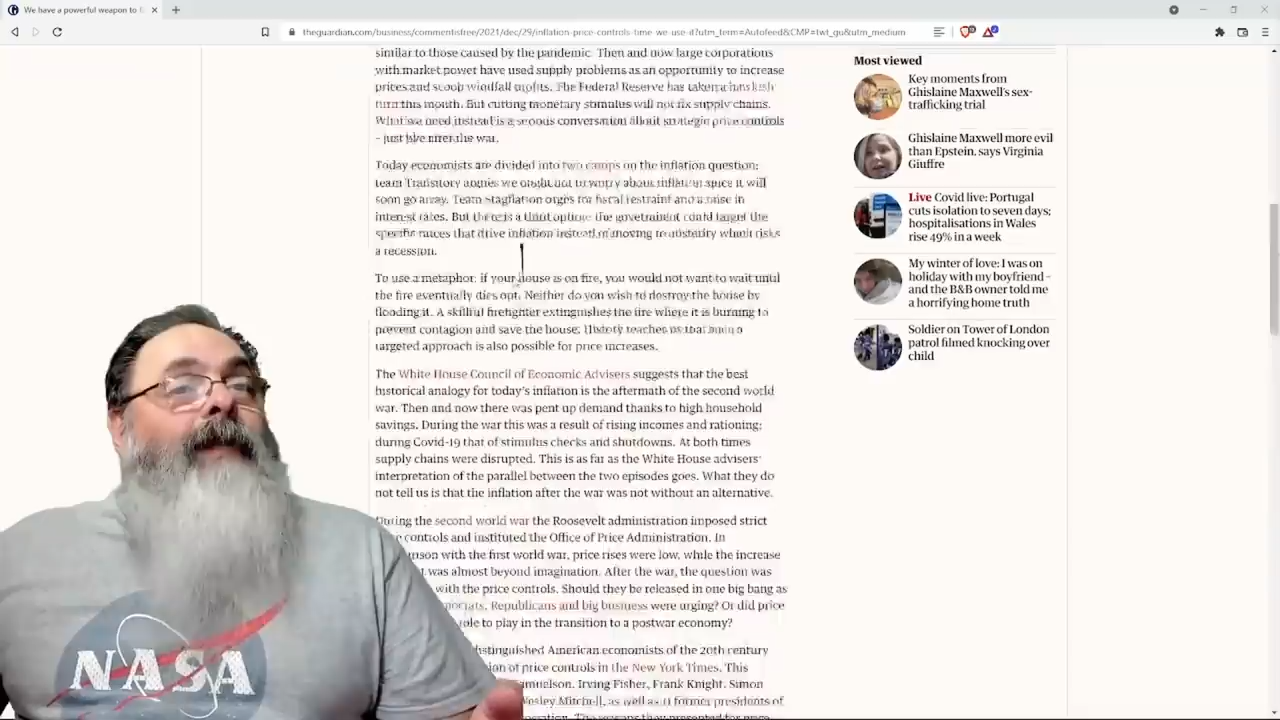 We have a powerful weapon to
theguardian.com/business/commentisfree/2021/dec/29/inflation-price-controls-time-we-use-it?utm_term=Autofeed&CMP=twt_gu&utm_medium
similar to those caused by the pandemic. Then and now large corporations
with market power have used supply problems as an opportunity to increase
prices and scoop windfall profits. The Federal Reserve has taken a hawkish
turn this month. But cutting monetary stimulus will not fix supply chains.
What we need instead is a serious conversation about strategic price controls
– just like after the war.
Today economists are divided into two camps on the inflation question:
team Transitory argues we ought not to worry about inflation since it will
soon go away. Team Stagflation urges for fiscal restraint and a raise in
interest rates. But there is a third option: the government could target the
specific prices that drive inflation instead of moving to austerity which risks
a recession.
To use a metaphor: if your house is on fire, you would not want to wait until
the fire eventually dies out. Neither do you wish to destroy the house by
flooding it. A skillful firefighter extinguishes the fire where it is burning to
prevent contagion and save the house. History teaches us that such a
targeted approach is also possible for price increases.
The White House Council of Economic Advisers suggests that the best
historical analogy for today's inflation is the aftermath of the second world
war. Then and now there was pent up demand thanks to high household
savings. During the war this was a result of rising incomes and rationing;
during Covid-19 that of stimulus checks and shutdowns. At both times
supply chains were disrupted. This is as far as the White House advisers'
interpretation of the parallel between the two episodes goes. What they do
not tell us is that the inflation after the war was not without an alternative.
During the second world war the Roosevelt administration imposed strict
controls and instituted the Office of Price Administration. In
the first world war, price rises were low, while the increase
was almost beyond imagination. After the war, the question was
with the price controls. Should they be released in one big bang as
Republicans and big business were urging? Or did price
role to play in the transition to a postwar economy?
distinguished American economists of the 20th century
of price controls in the New York Times. This
Samuelson, Irving Fisher, Frank Knight, Simon
Wesley Mitchell, as well as 11 former presidents of
The reasons they presented for price
Most viewed
Key moments from
Ghislaine Maxwell's sex-
trafficking trial
Ghislaine Maxwell more evil
than Epstein, says Virginia
Giuffre
Live Covid live: Portugal
cuts isolation to seven days;
hospitalisations in Wales
rise 49% in a week
My winter of love: I was on
holiday with my boyfriend –
and the B&B owner told me
a horrifying home truth
Soldier on Tower of London
patrol filmed knocking over
child
NASA